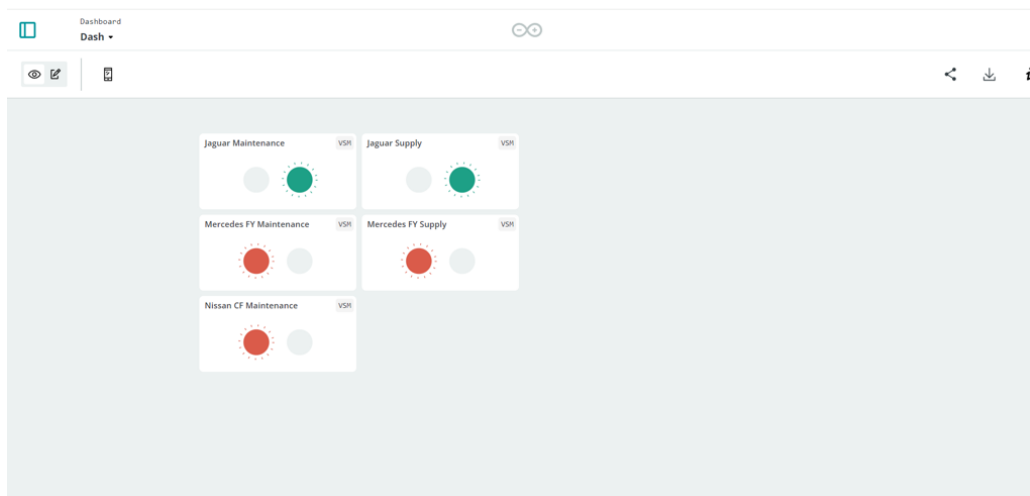 Dashboard
Dash
Jaguar Maintenance VSM
Jaguar Supply VSM
Mercedes FY Maintenance VSM
Mercedes FY Supply VSM
Nissan CF Maintenance VSM